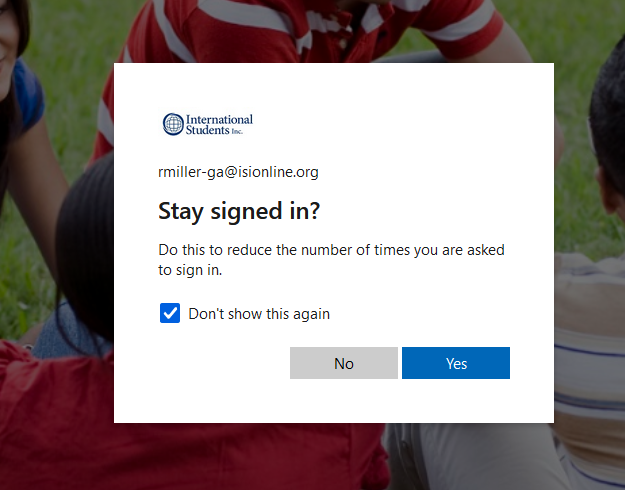 International
Students Inc.
rmiller-ga@isionline.org
Stay signed in?
Do this to reduce the number of times you are asked
to sign in.
Don't show this again
No
Yes